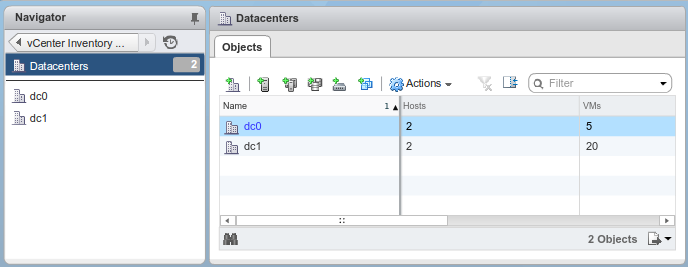 Navigator
vCenter Inventory ...
Datacenters 2
dc0
dc1
Datacenters
Objects
Actions Filter
Name 1 Hosts VMs
dc0 2 5
dc1 2 20
2 Objects